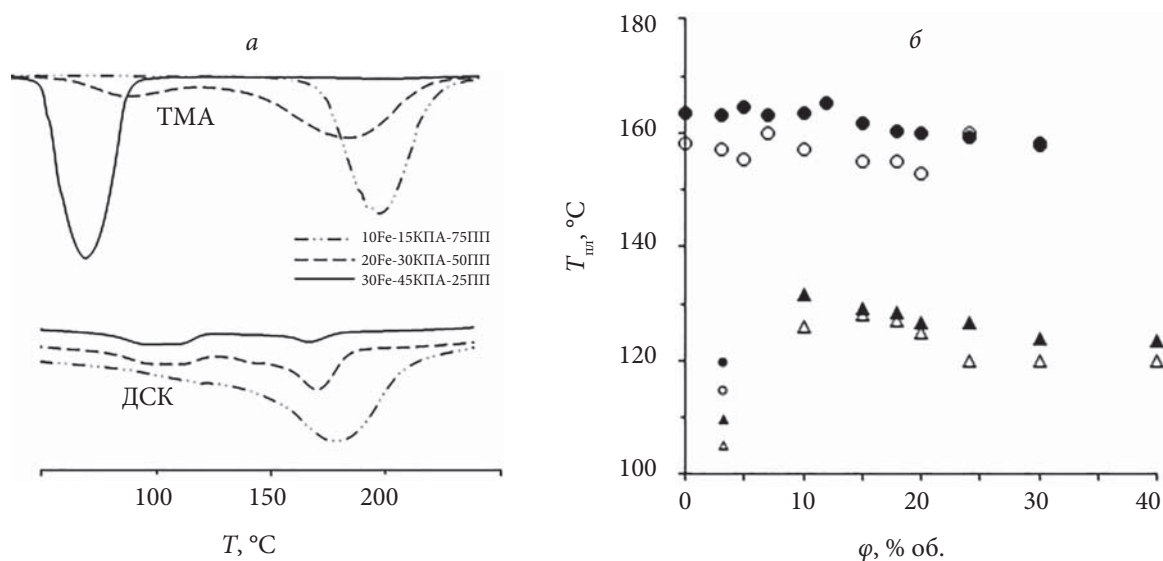 а
ТМА
10Fe-15КПА-75ПП
20Fe-30КПА-50ПП
30Fe-45КПА-25ПП
ДСК
100 150 200
T, °C
б
180
160
140
120
100
Tпл, °C
0 10 20 30 40
φ, % об.